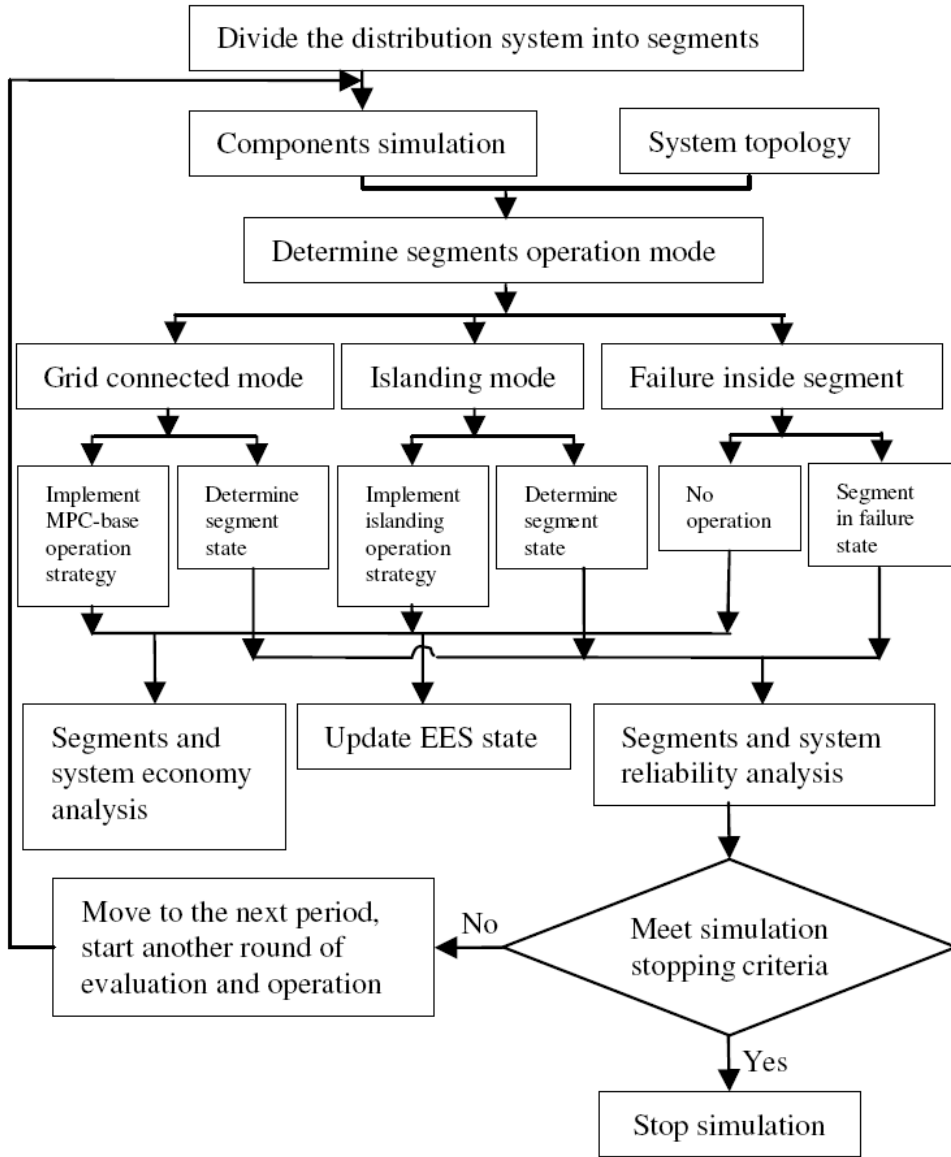 Divide the distribution system into segments
Components simulation
System topology
Determine segments operation mode
Grid connected mode
Islanding mode
Failure inside segment
Implement
MPC-base
operation
strategy
Determine
segment
state
Implement
islanding
operation
strategy
Determine
segment
state
No
operation
Segment
in failure
state
Segments and
system economy
analysis
Update EES state
Segments and system
reliability analysis
Move to the next period,
start another round of
evaluation and operation
No
Meet simulation
stopping criteria
Yes
Stop simulation